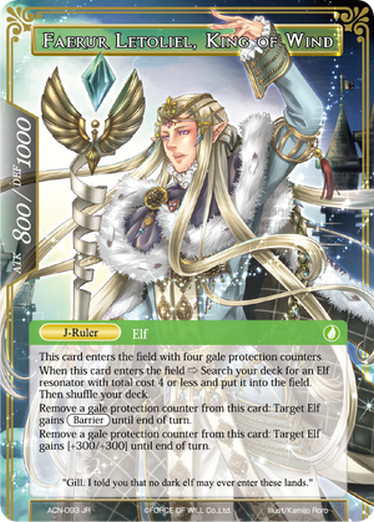 Faerur Letoliel, King of Wind
ATK 800 / DEF 1000
J-Ruler Elf
This card enters the field with four gale protection counters.
When this card enters the field ⇨ Search your deck for an Elf
resonator with total cost 4 or less and put it into the field.
Then shuffle your deck.
Remove a gale protection counter from this card: Target Elf
gains Barrier until end of turn.
Remove a gale protection counter from this card: Target Elf
gains [+300/+300] until end of turn.
"Gill, I told you that no dark elf may ever enter these lands."
ACN-093 JR ©FORCE OF WILL Co.,Ltd. Illust/Kamijo Roro